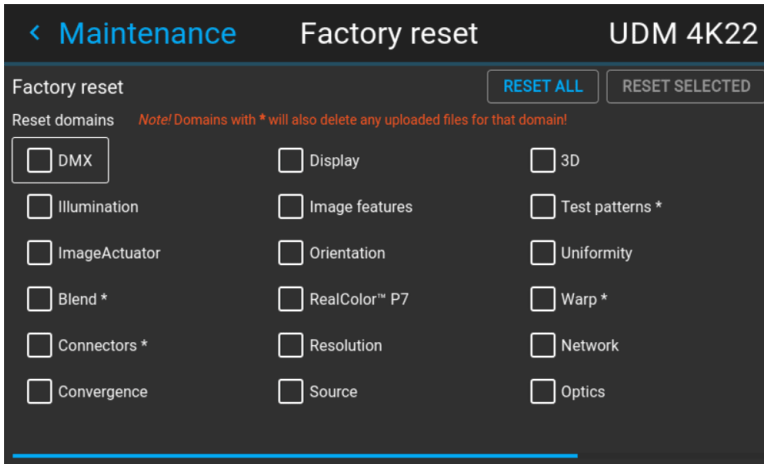 < Maintenance Factory reset UDM 4K22
Factory reset RESET ALL RESET SELECTED
Reset domains Note! Domains with * will also delete any uploaded files for that domain!
DMX Display 3D
Illumination Image features Test patterns *
ImageActuator Orientation Uniformity
Blend * RealColor™ P7 Warp *
Connectors * Resolution Network
Convergence Source Optics